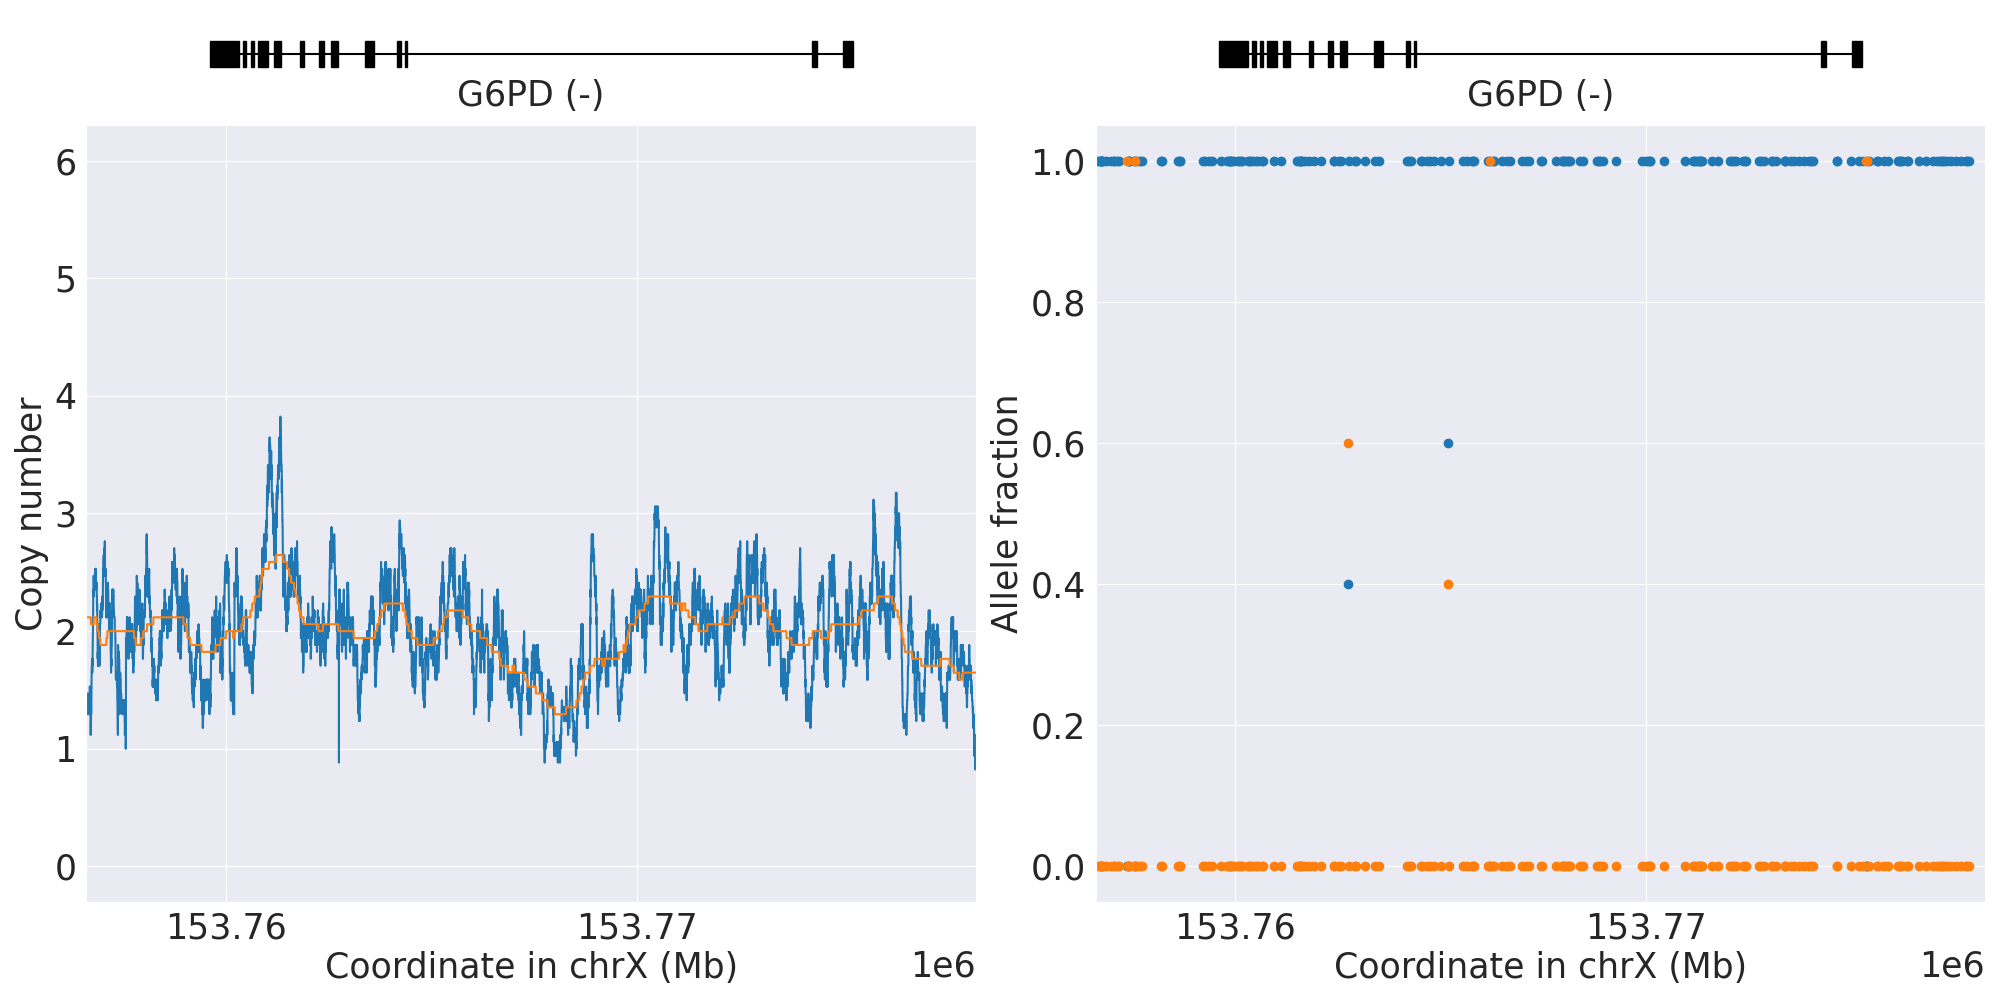 G6PD (-)
6
5
4
3
2
1
0
Copy number
153.76
153.77
Coordinate in chrX (Mb)
1e6
G6PD (-)
1.0
0.8
0.6
0.4
0.2
0.0
Allele fraction
153.76
153.77
Coordinate in chrX (Mb)
1e6